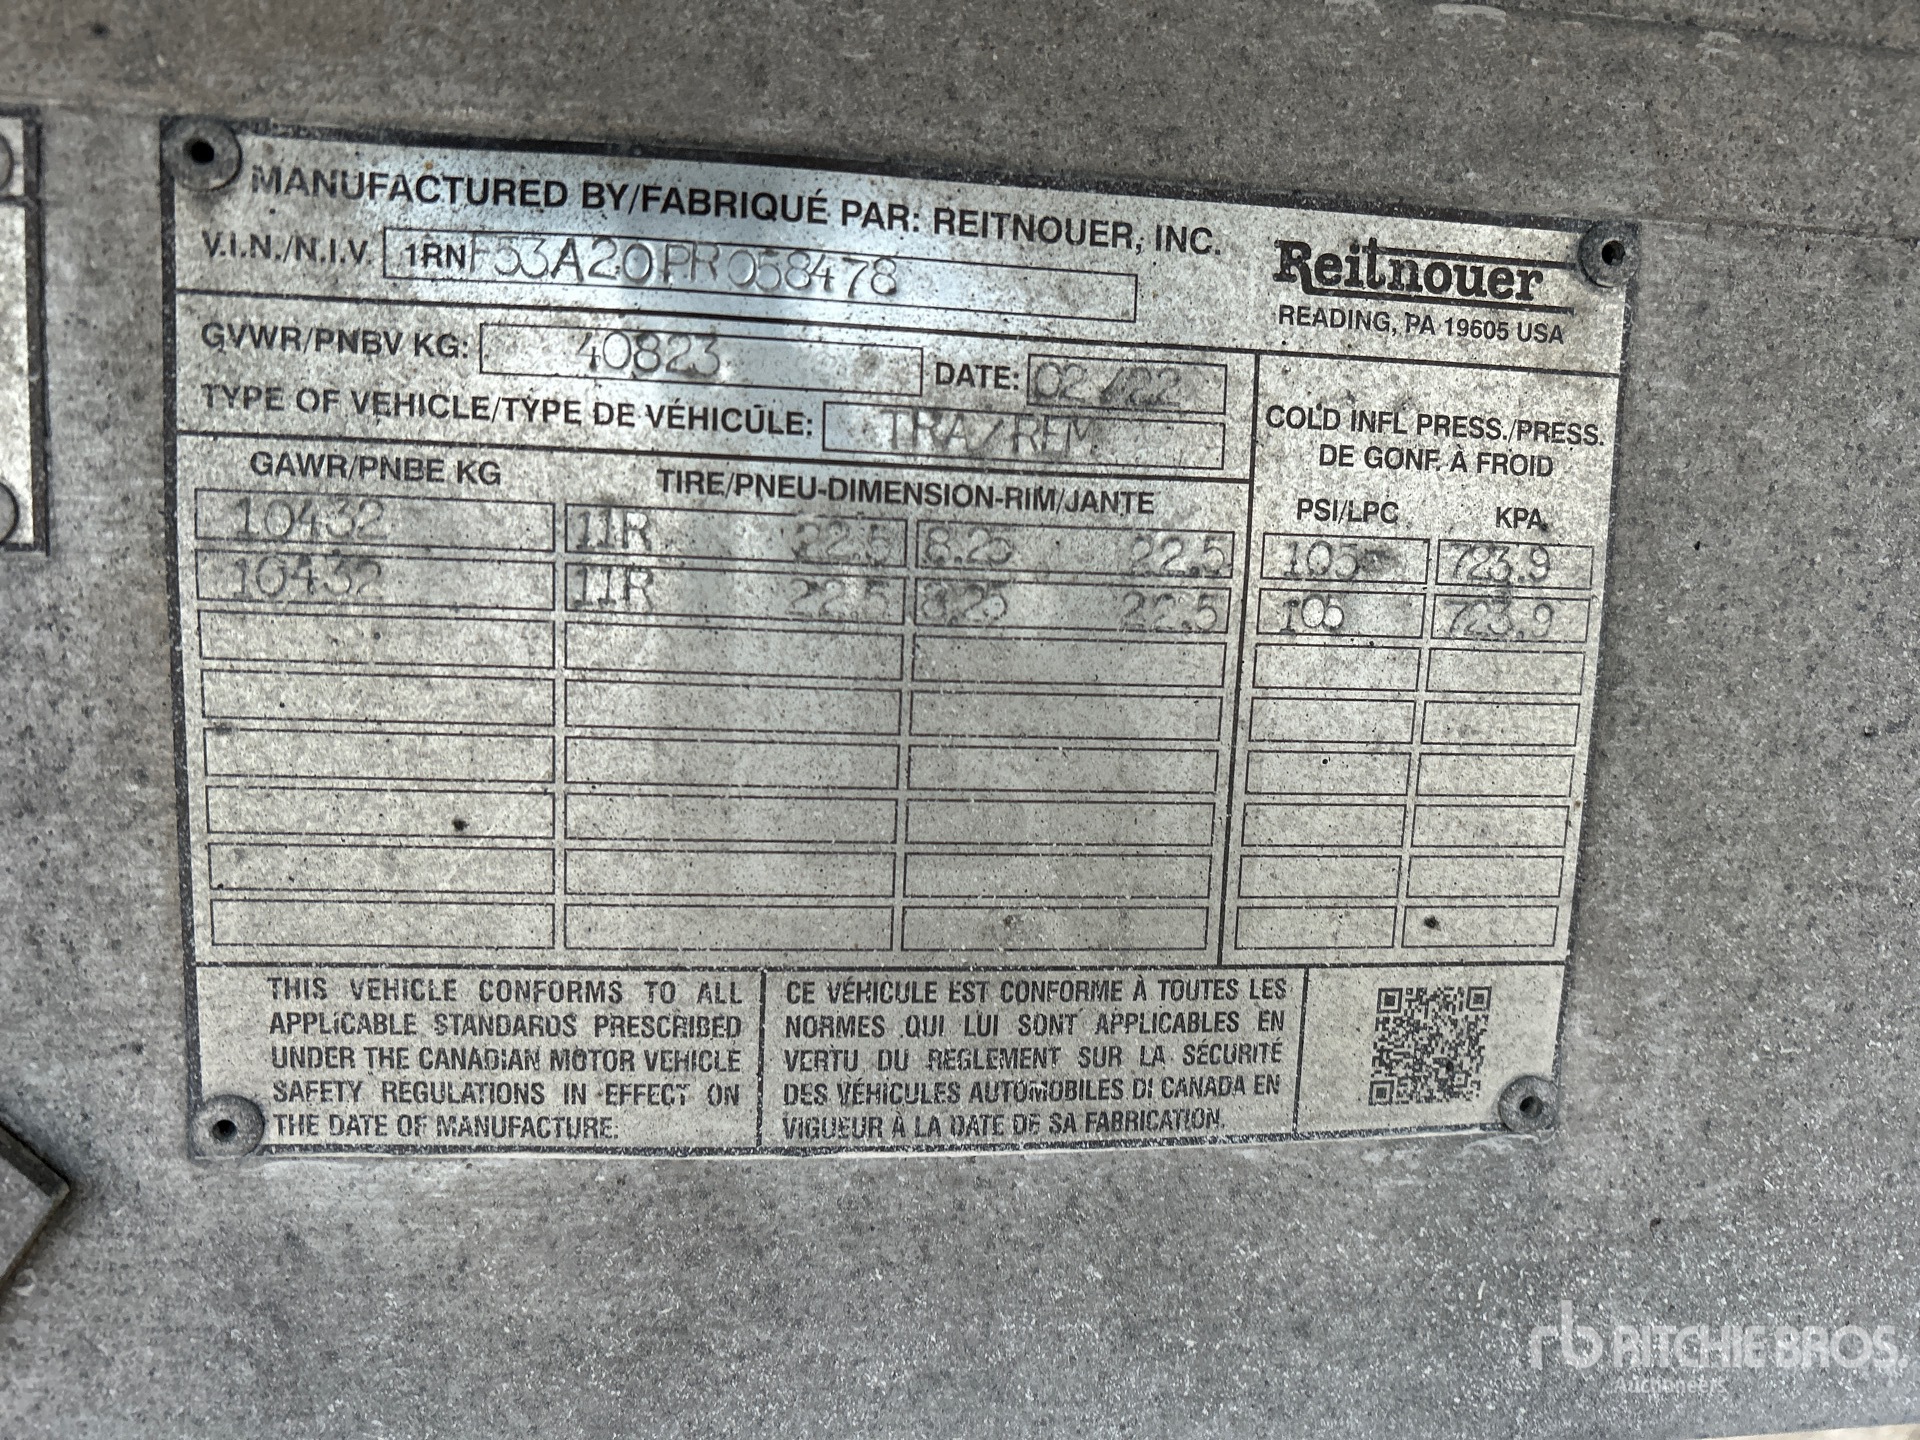 MANUFACTURED BY/FABRIQUÉ PAR: REITNOUER, INC.
V.I.N./N.I.V. 1RNF53A20PR058478
Reitnouer
READING, PA 19605 USA
GVWR/PNBV KG: 40823 DATE: 02/22
TYPE OF VEHICLE/TYPE DE VÉHICULE: TRA/REM
COLD INFL PRESS./PRESS.
DE GONF. À FROID
GAWR/PNBE KG TIRE/PNEU-DIMENSION-RIM/JANTE PSI/LPC KPA
10432 11R 22.5 8.25 22.5 105 723.9
10432 11R 22.5 8.25 22.5 105 723.9
THIS VEHICLE CONFORMS TO ALL
APPLICABLE STANDARDS PRESCRIBED
UNDER THE CANADIAN MOTOR VEHICLE
SAFETY REGULATIONS IN EFFECT ON
THE DATE OF MANUFACTURE.
CE VÉHICULE EST CONFORME À TOUTES LES
NORMES QUI LUI SONT APPLICABLES EN
VERTU DU REGLEMENT SUR LA SÉCURITÉ
DES VÉHICULES AUTOMOBILES DI CANADA EN
VIGUEUR À LA DATE DE SA FABRICATION.
rb RITCHIE BROS.
Auctioneers